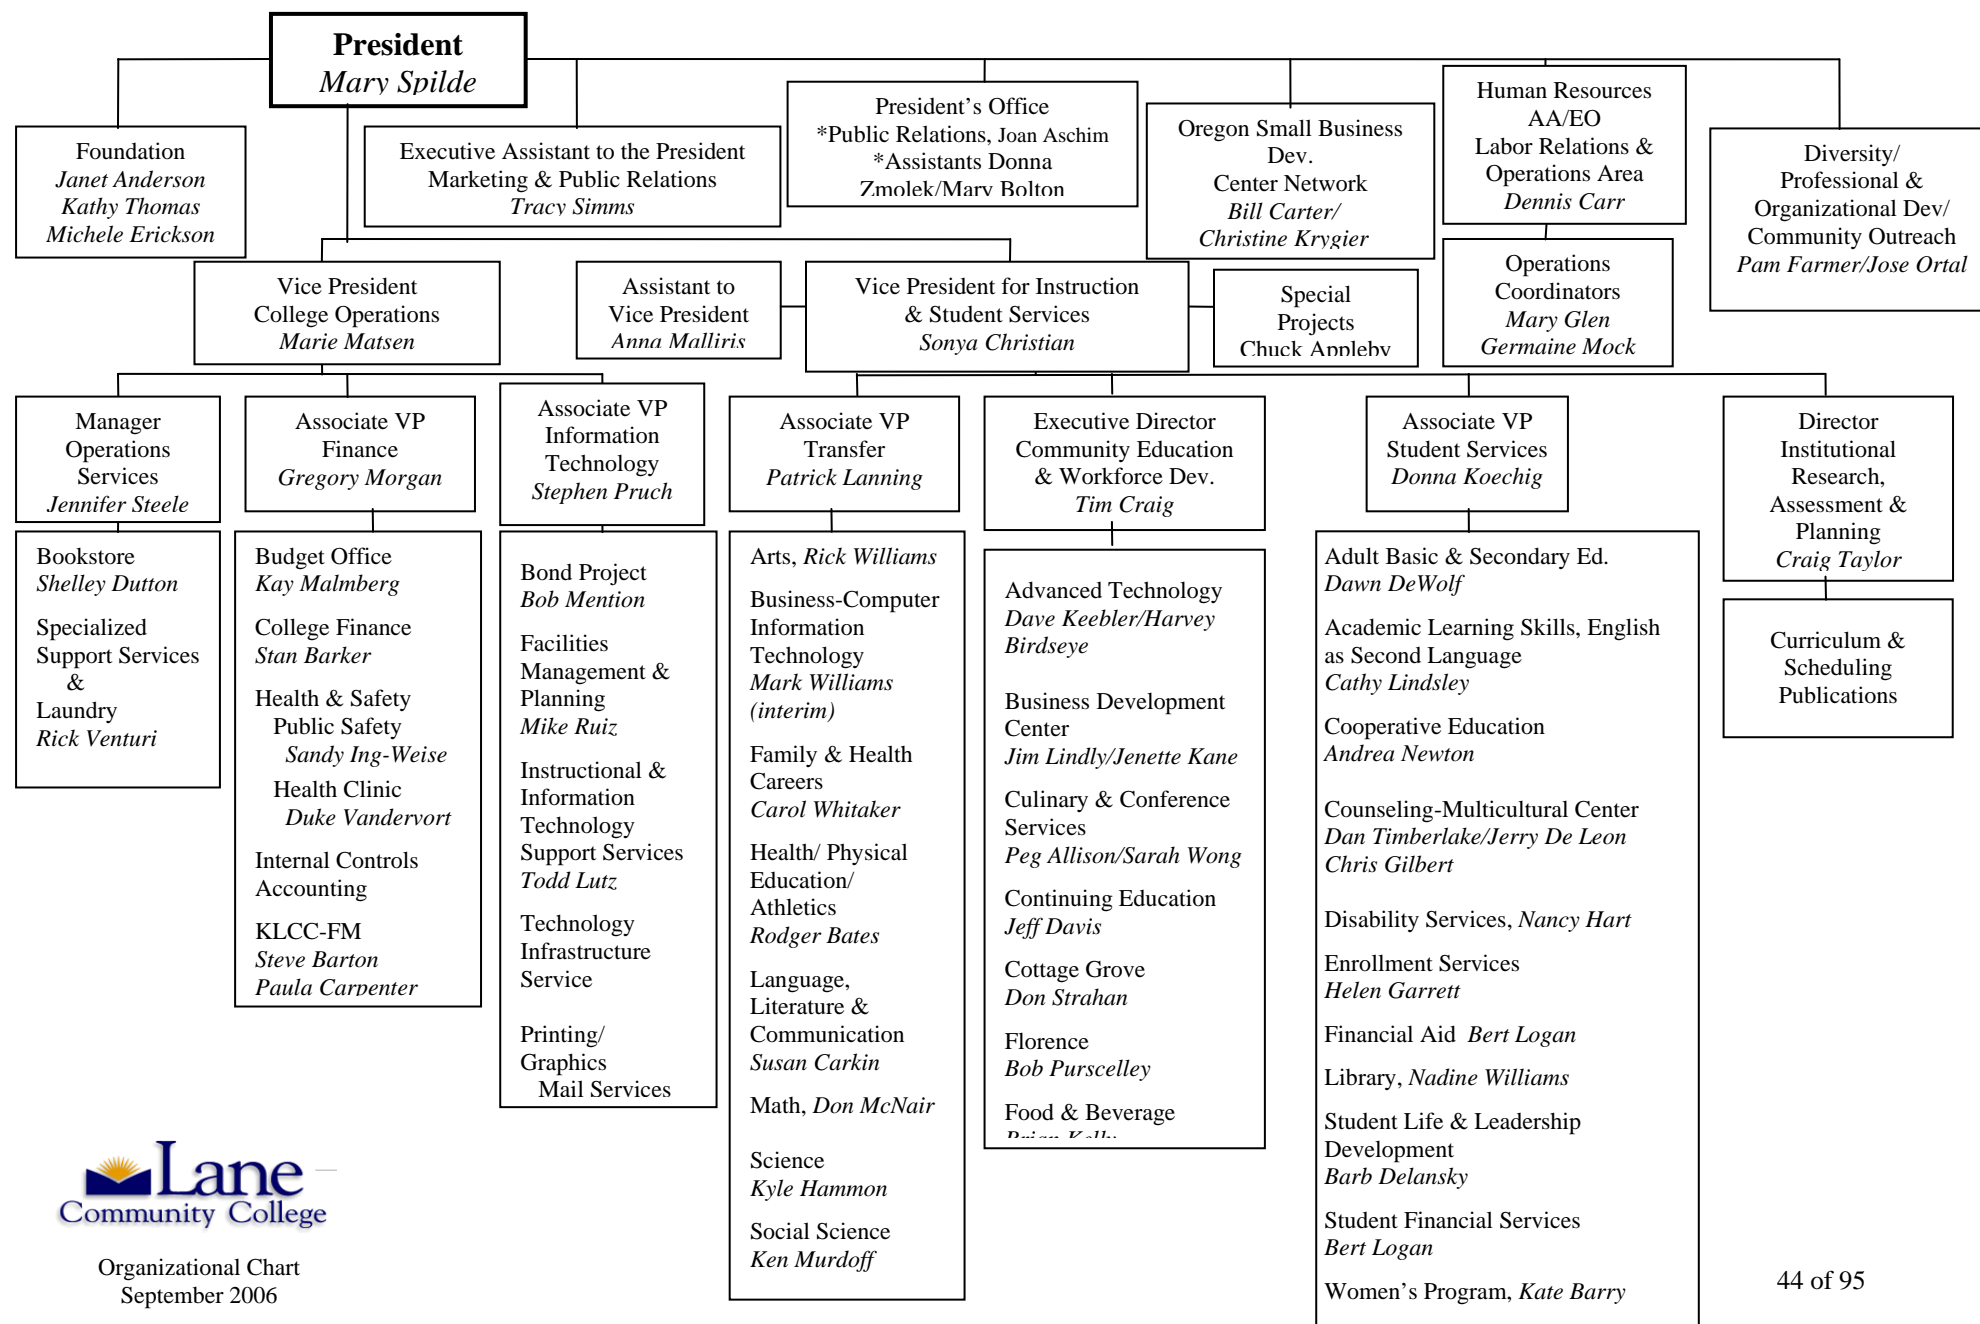 President
Mary Spilde
Foundation
Janet Anderson
Kathy Thomas
Michele Erickson
Executive Assistant to the President
Marketing & Public Relations
Tracy Simms
President’s Office
*Public Relations, Joan Aschim
*Assistants Donna
Zmolek/Mary Bolton
Oregon Small Business
Dev.
Center Network
Bill Carter/
Christine Krygier
Human Resources
AA/EO
Labor Relations &
Operations Area
Dennis Carr
Diversity/
Professional &
Organizational Dev/
Community Outreach
Pam Farmer/Jose Ortal
Vice President
College Operations
Marie Matsen
Assistant to
Vice President
Anna Malliris
Vice President for Instruction
& Student Services
Sonya Christian
Special
Projects
Chuck Appleby
Operations
Coordinators
Mary Glen
Germaine Mock
Manager
Operations
Services
Jennifer Steele
Associate VP
Finance
Gregory Morgan
Associate VP
Information
Technology
Stephen Pruch
Associate VP
Transfer
Patrick Lanning
Executive Director
Community Education
& Workforce Dev.
Tim Craig
Associate VP
Student Services
Donna Koechig
Director
Institutional
Research,
Assessment &
Planning
Craig Taylor
Bookstore
Shelley Dutton
Specialized
Support Services
&
Laundry
Rick Venturi
Budget Office
Kay Malmberg
College Finance
Stan Barker
Health & Safety
Public Safety
Sandy Ing-Weise
Health Clinic
Duke Vandervort
Internal Controls
Accounting
KLCC-FM
Steve Barton
Paula Carpenter
Bond Project
Bob Mention
Facilities
Management &
Planning
Mike Ruiz
Instructional &
Information
Technology
Support Services
Todd Lutz
Technology
Infrastructure
Service
Printing/
Graphics
Mail Services
Arts, Rick Williams
Business-Computer
Information
Technology
Mark Williams
(interim)
Family & Health
Careers
Carol Whitaker
Health/ Physical
Education/
Athletics
Rodger Bates
Language,
Literature &
Communication
Susan Carkin
Math, Don McNair
Science
Kyle Hammon
Social Science
Ken Murdoff
Advanced Technology
Dave Keebler/Harvey
Birdseye
Business Development
Center
Jim Lindly/Jenette Kane
Culinary & Conference
Services
Peg Allison/Sarah Wong
Continuing Education
Jeff Davis
Cottage Grove
Don Strahan
Florence
Bob Purscelley
Food & Beverage
Brian Kelly
Adult Basic & Secondary Ed.
Dawn DeWolf
Academic Learning Skills, English
as Second Language
Cathy Lindsley
Cooperative Education
Andrea Newton
Counseling-Multicultural Center
Dan Timberlake/Jerry De Leon
Chris Gilbert
Disability Services, Nancy Hart
Enrollment Services
Helen Garrett
Financial Aid Bert Logan
Library, Nadine Williams
Student Life & Leadership
Development
Barb Delansky
Student Financial Services
Bert Logan
Women’s Program, Kate Barry
Curriculum &
Scheduling
Publications
Lane
Community College
Organizational Chart
September 2006
44 of 95